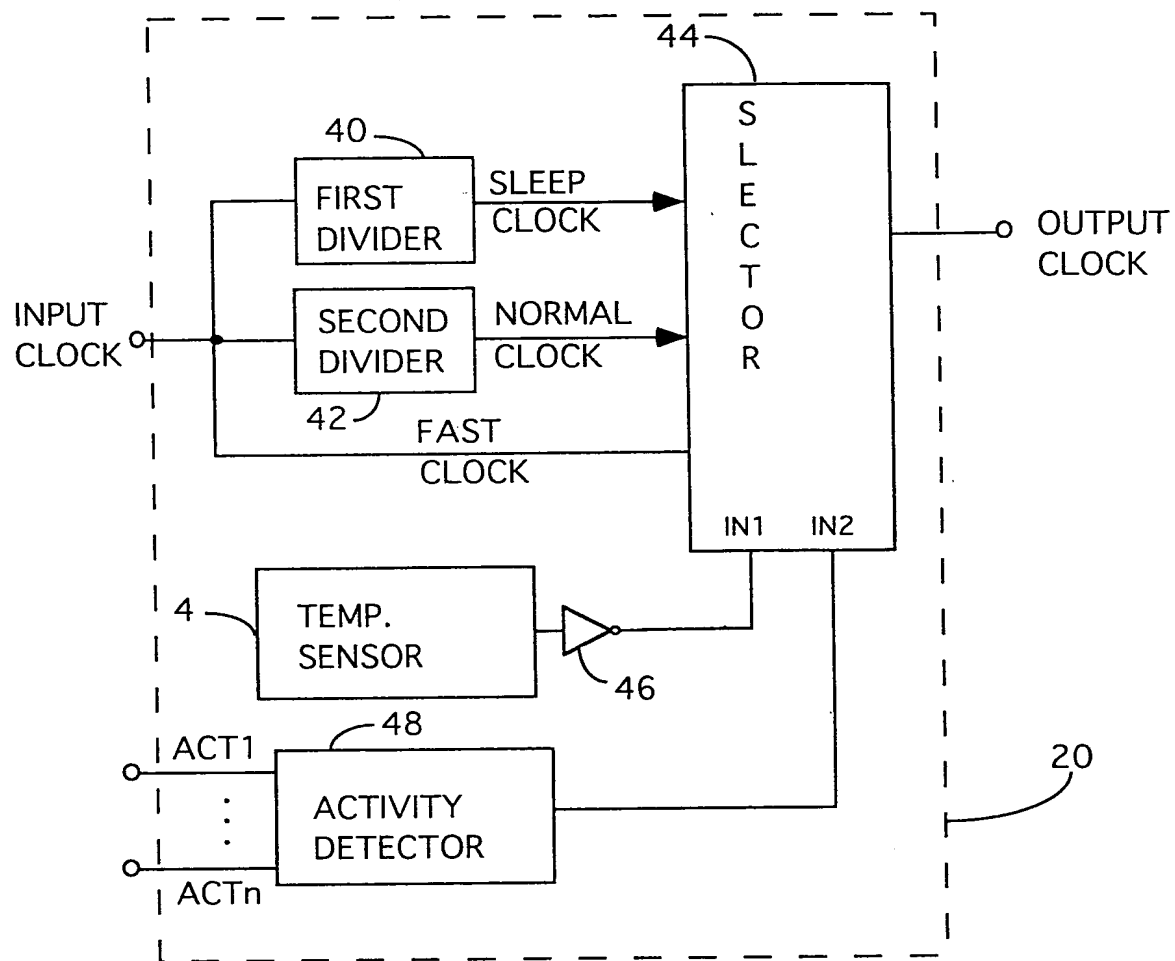 44
SLECTOR
40
FIRST
DIVIDER
SLEEP
CLOCK
OUTPUT
CLOCK
INPUT
CLOCK
SECOND
DIVIDER
NORMAL
CLOCK
42
FAST
CLOCK
IN1 IN2
4
TEMP.
SENSOR
46
48
ACT1
ACTIVITY
DETECTOR
ACTn
20